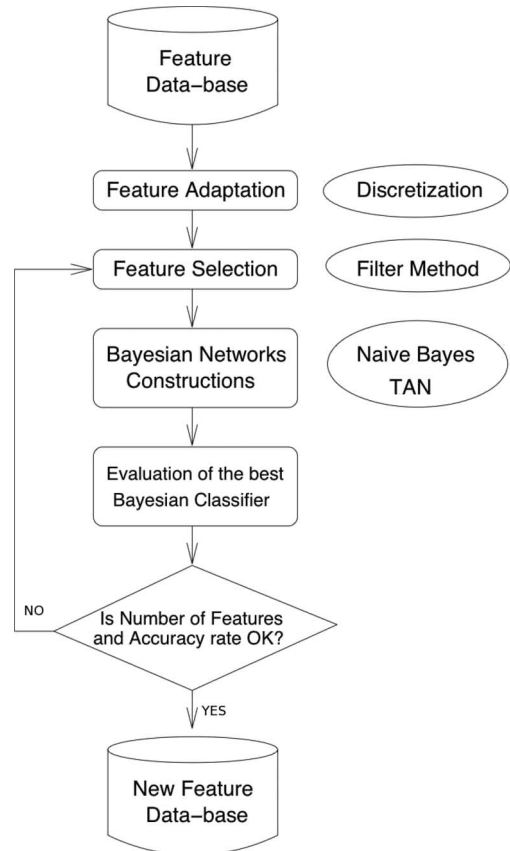 Feature
Data-base
Feature Adaptation
Discretization
Feature Selection
Filter Method
Bayesian Networks
Constructions
Naive Bayes
TAN
Evaluation of the best
Bayesian Classifier
NO
Is Number of Features
and Accuracy rate OK?
YES
New Feature
Data-base